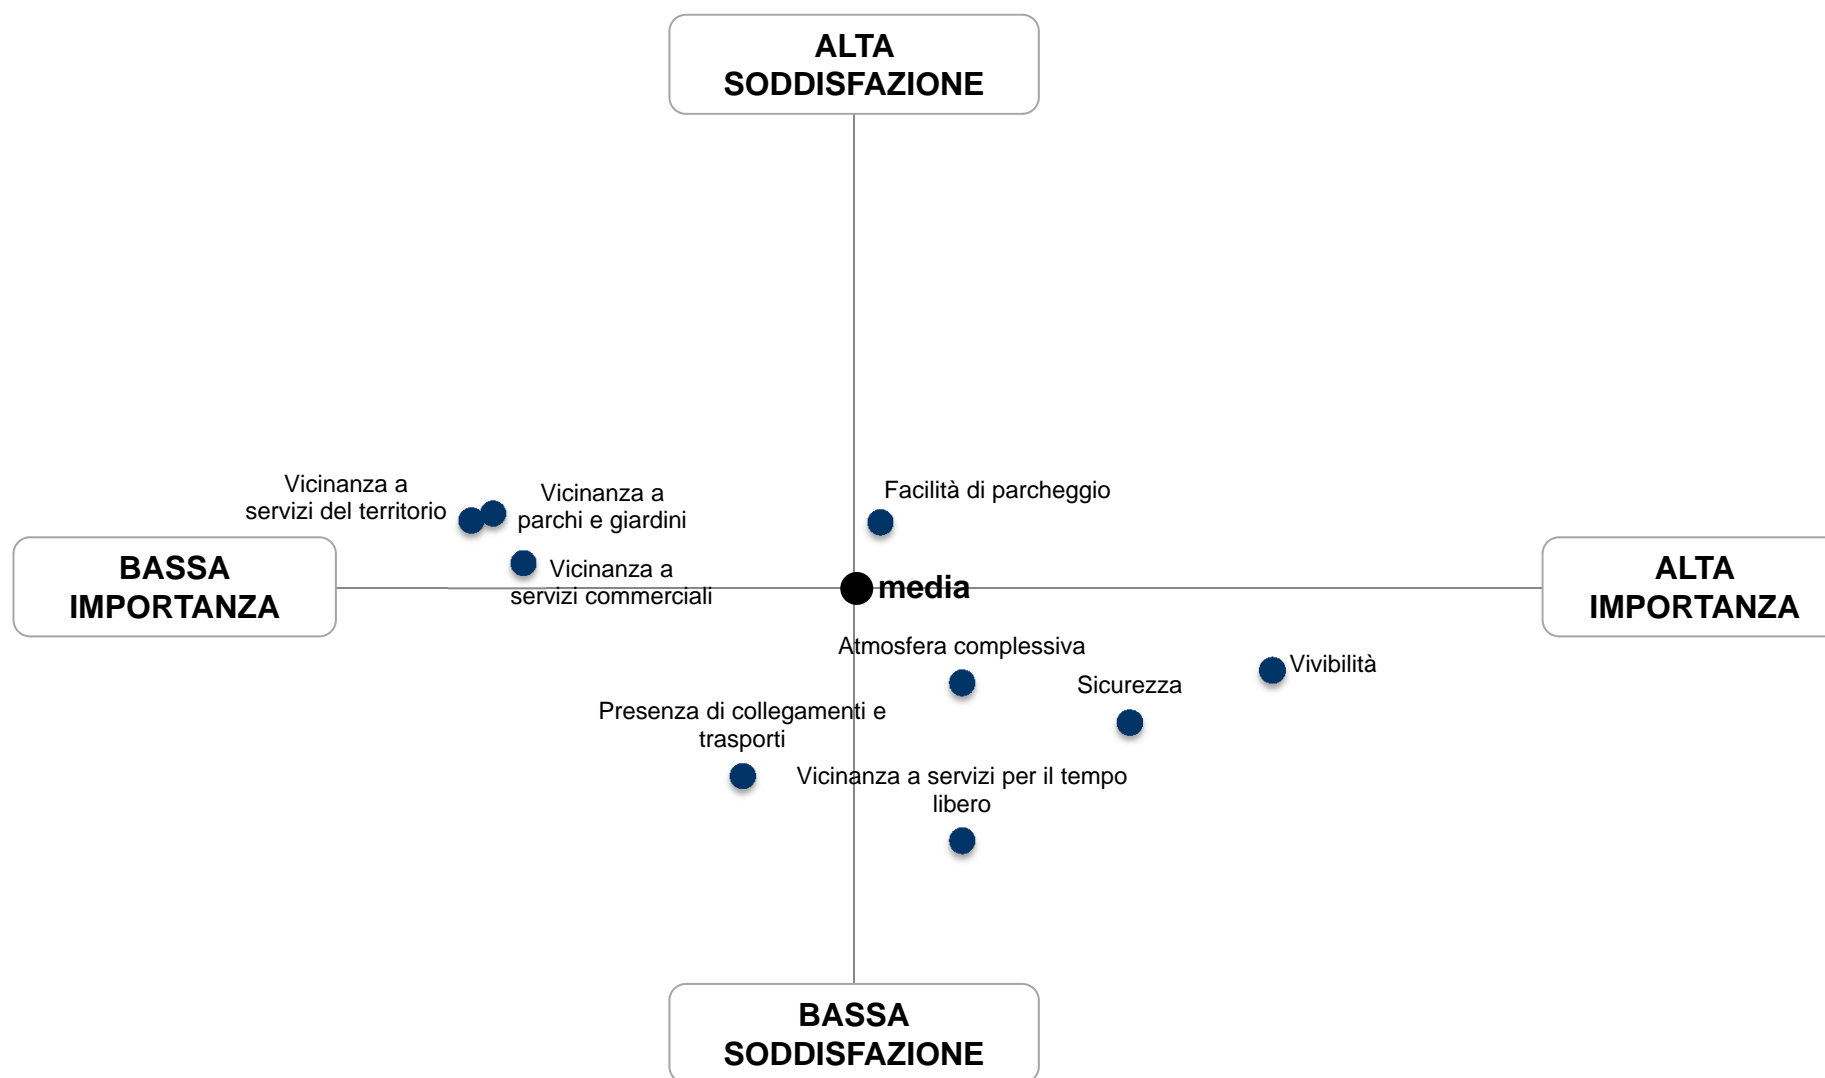 ALTA
SODDISFAZIONE
Vicinanza a
servizi del territorio
Vicinanza a
parchi e giardini
Facilità di parcheggio
BASSA
IMPORTANZA
Vicinanza a
servizi commerciali
media
ALTA
IMPORTANZA
Atmosfera complessiva
Vivibilità
Sicurezza
Presenza di collegamenti e
trasporti
Vicinanza a servizi per il tempo
libero
BASSA
SODDISFAZIONE